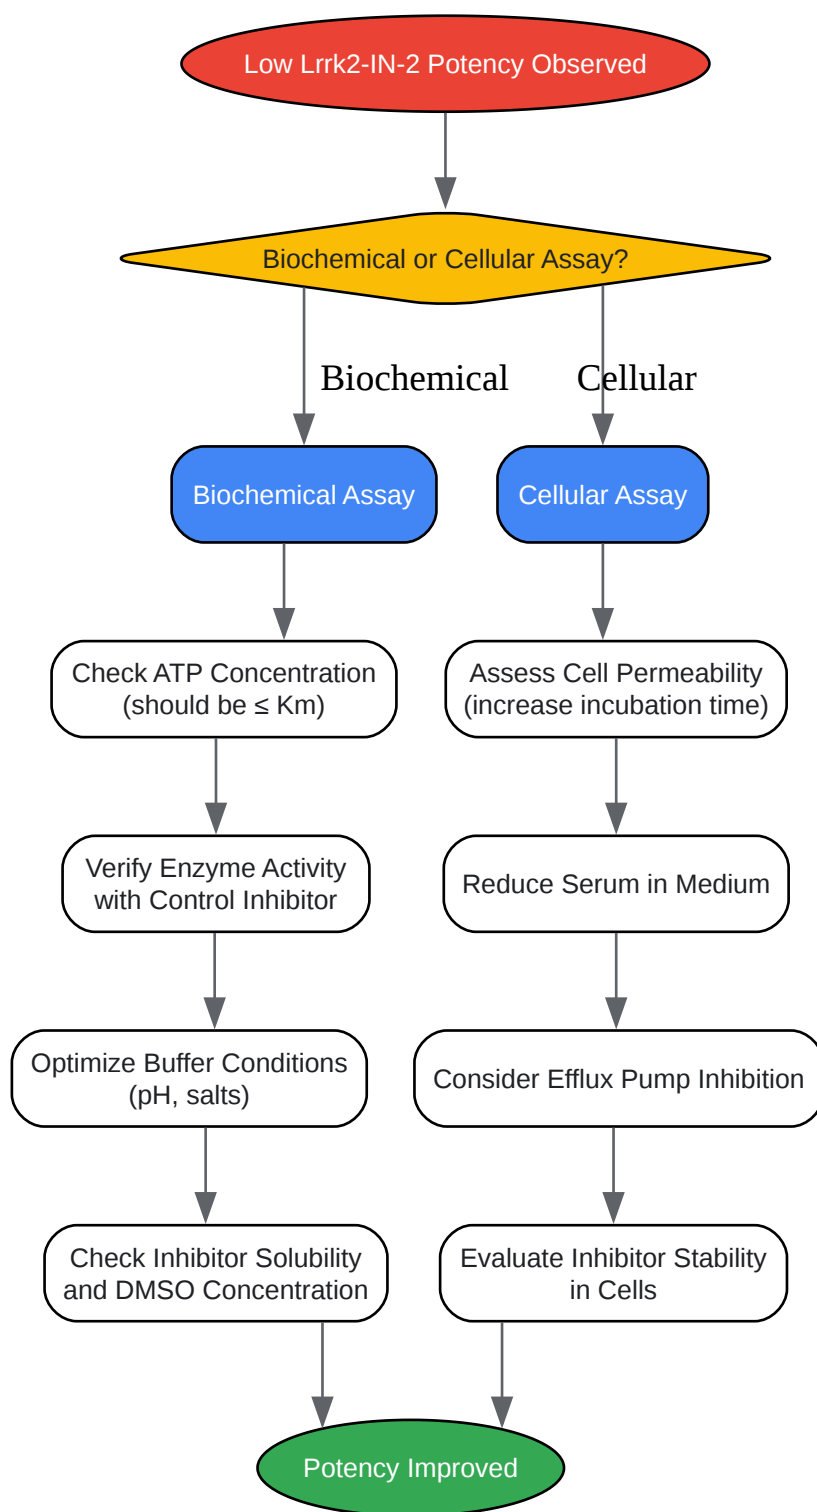 Low Lrrk2-IN-2 Potency Observed
Biochemical or Cellular Assay?
Biochemical
Cellular
Biochemical Assay
Cellular Assay
Check ATP Concentration
(should be ≤ Km)
Assess Cell Permeability
(increase incubation time)
Verify Enzyme Activity
with Control Inhibitor
Reduce Serum in Medium
Optimize Buffer Conditions
(pH, salts)
Consider Efflux Pump Inhibition
Check Inhibitor Solubility
and DMSO Concentration
Evaluate Inhibitor Stability
in Cells
Potency Improved